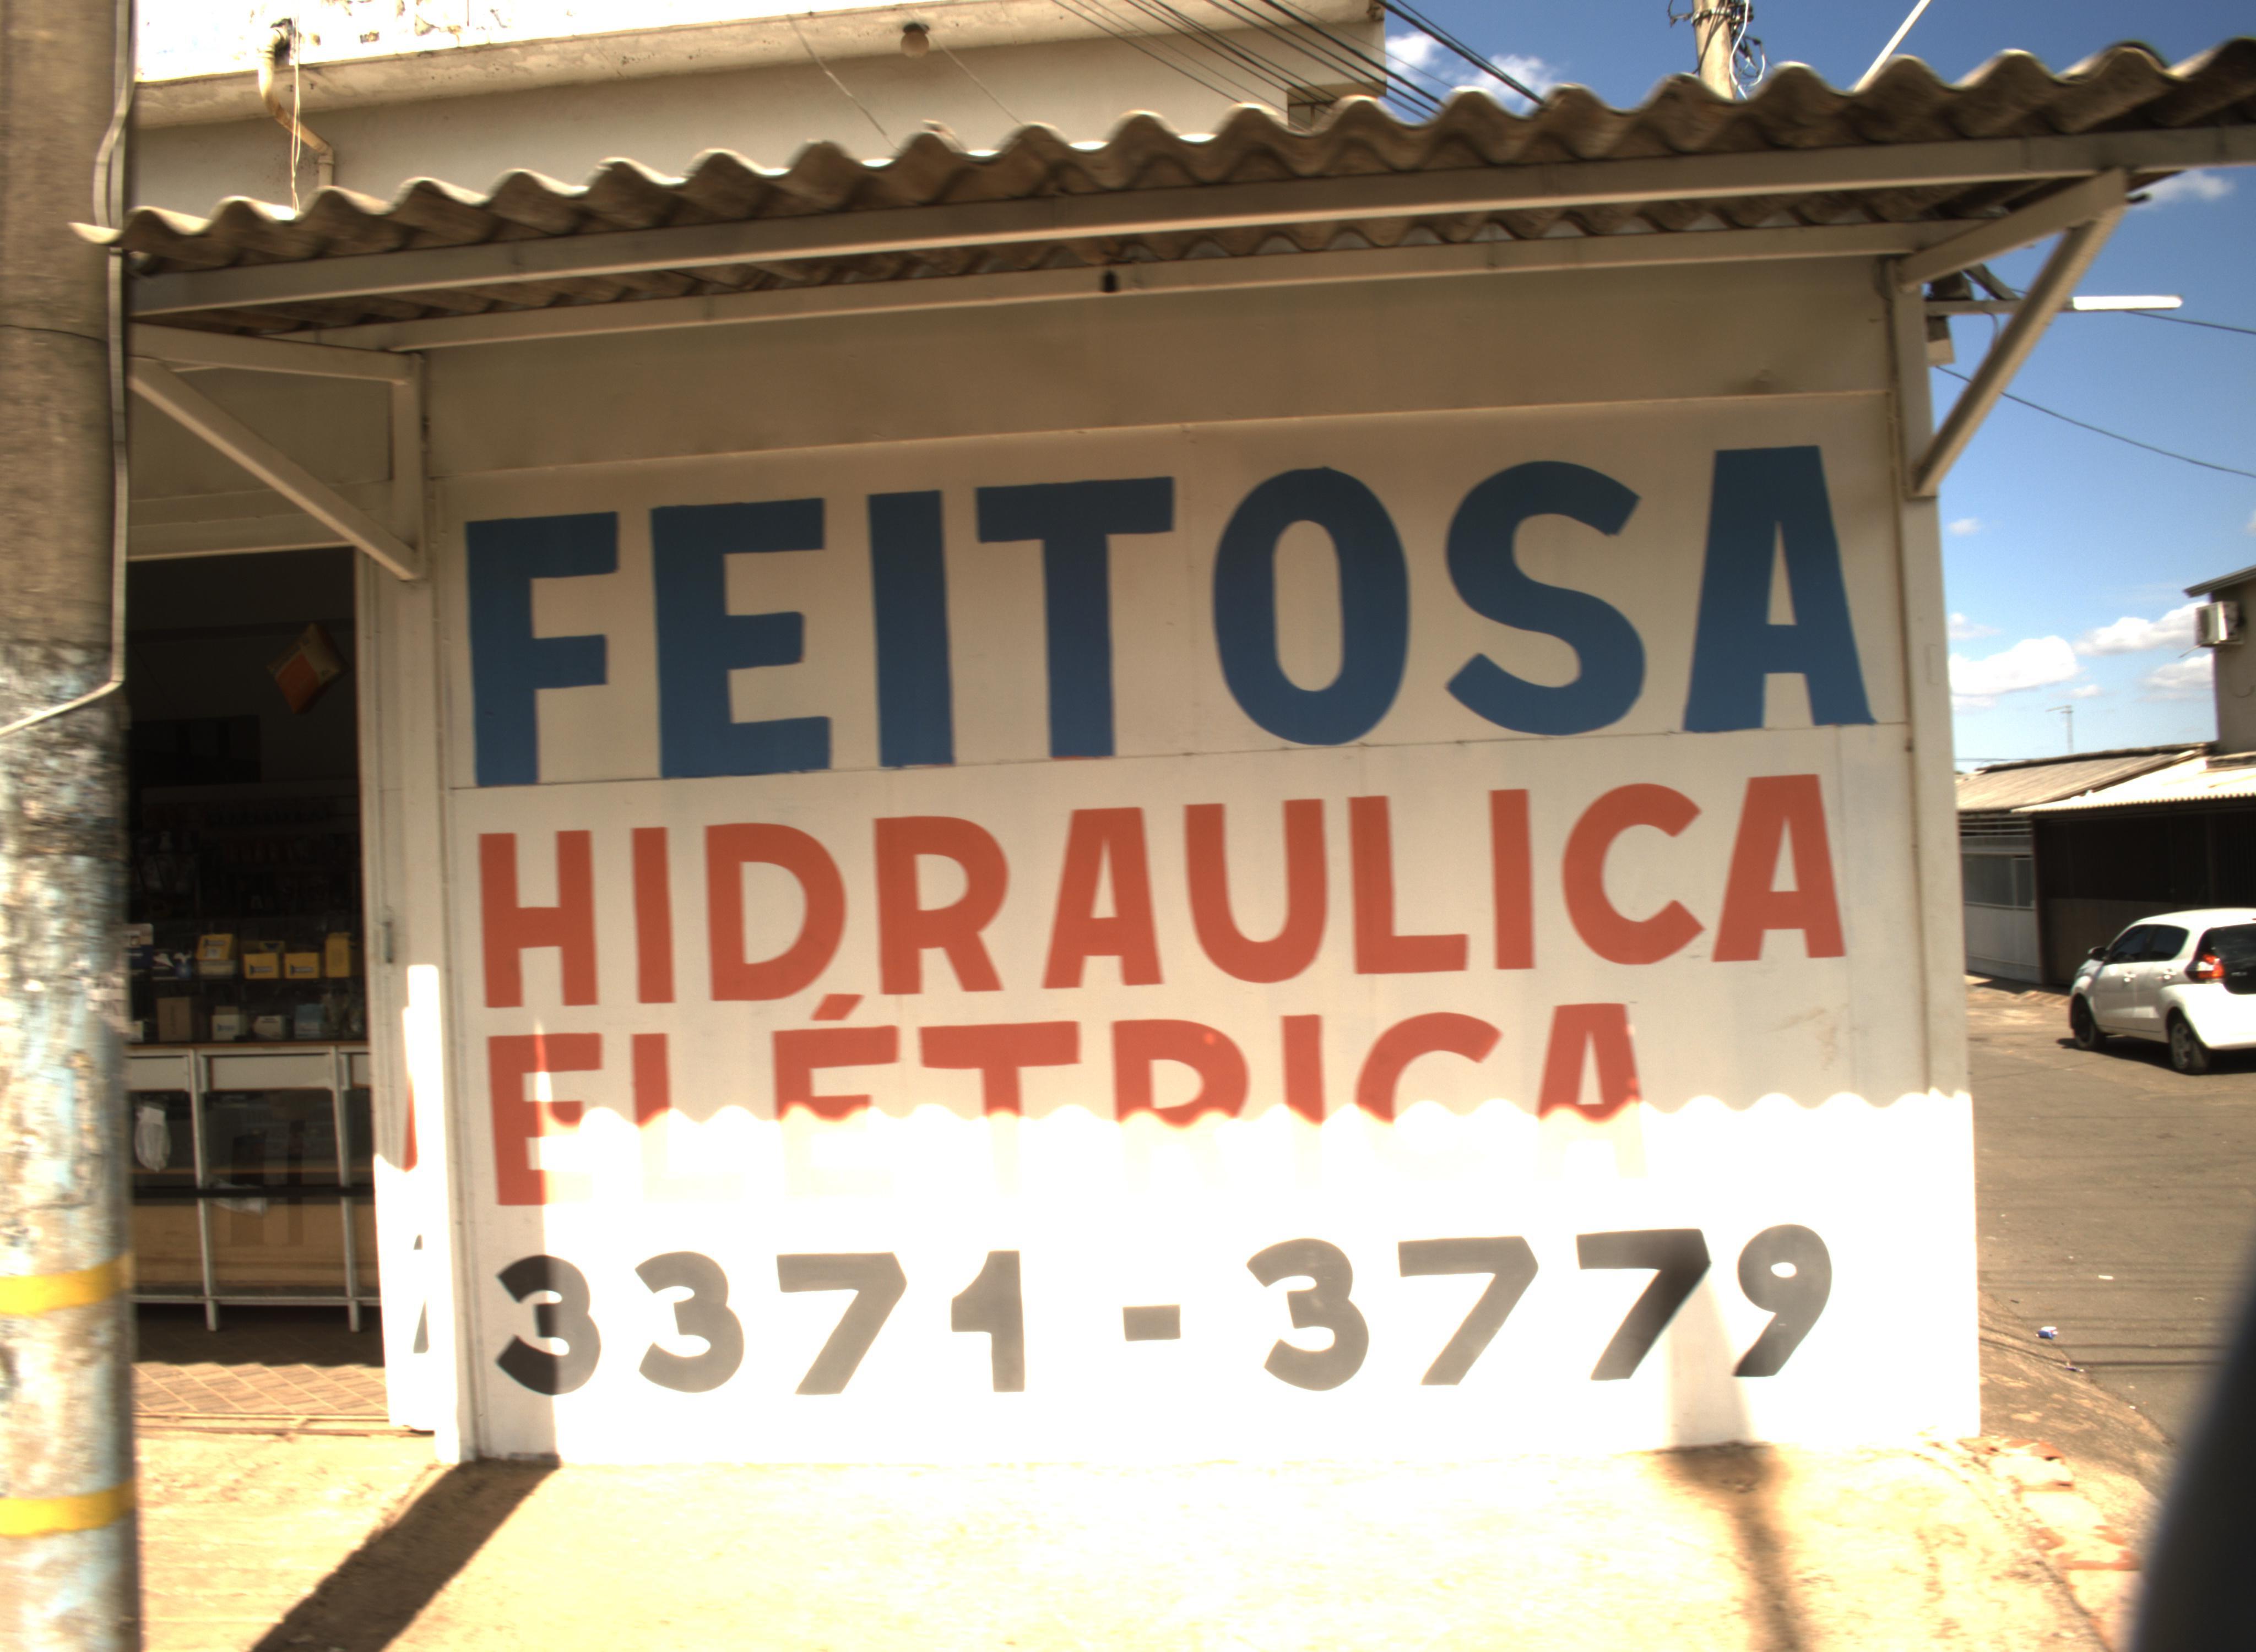 FEITOSA
HIDRAULICA
ELÉTRICA
3371-3779